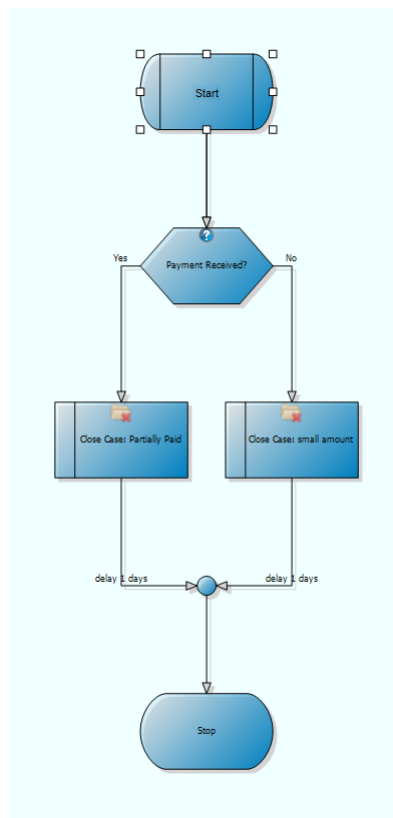 Start
?
Payment Received?
Yes
No
Close Case: Partially Paid
Close Case: small amount
delay 1 days
delay 1 days
Stop